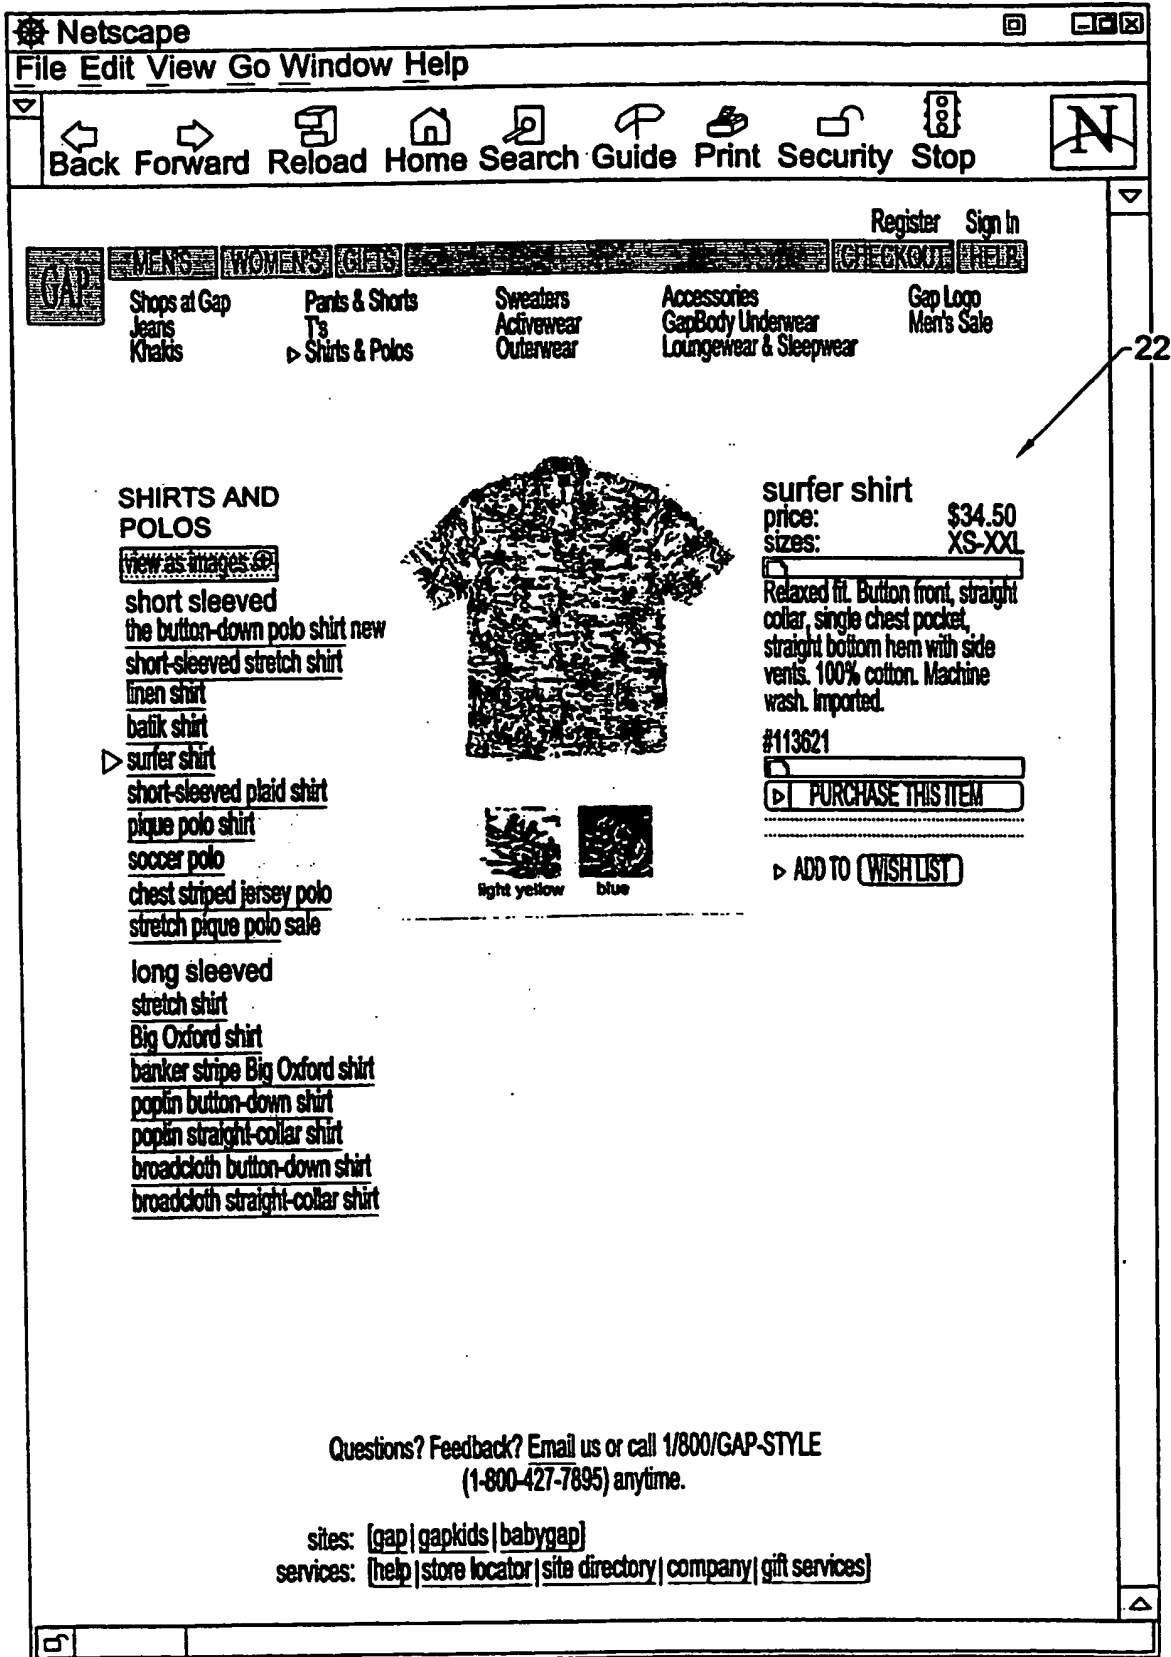 Netscape
File Edit View Go Window Help
Back Forward Reload Home Search Guide Print Security Stop
N
Register Sign In
GAP MEN'S WOMEN'S GIFTS CHECKOUT HELP
Shops at Gap
Jeans
Khakis
Pants & Shorts
T's
Shirts & Polos
Sweaters
Activewear
Outerwear
Accessories
GapBody Underwear
Loungewear & Sleepwear
Gap Logo
Men's Sale
22
SHIRTS AND
POLOS
view as images
short sleeved
the button-down polo shirt new
short-sleeved stretch shirt
linen shirt
batik shirt
surfer shirt
short-sleeved plaid shirt
pique polo shirt
soccer polo
chest striped jersey polo
stretch pique polo sale
long sleeved
stretch shirt
Big Oxford shirt
banker stripe Big Oxford shirt
poplin button-down shirt
poplin straight-collar shirt
broadcloth button-down shirt
broadcloth straight-collar shirt
light yellow blue
surfer shirt
price: $34.50
sizes: XS-XXL
Relaxed fit. Button front, straight
collar, single chest pocket,
straight bottom hem with side
vents. 100% cotton. Machine
wash. Imported.
#113621
PURCHASE THIS ITEM
ADD TO WISH LIST
Questions? Feedback? Email us or call 1/800/GAP-STYLE
(1-800-427-7895) anytime.
sites: [gap|gapkids|babygap]
services: [help|store locator|site directory|company|gift services]